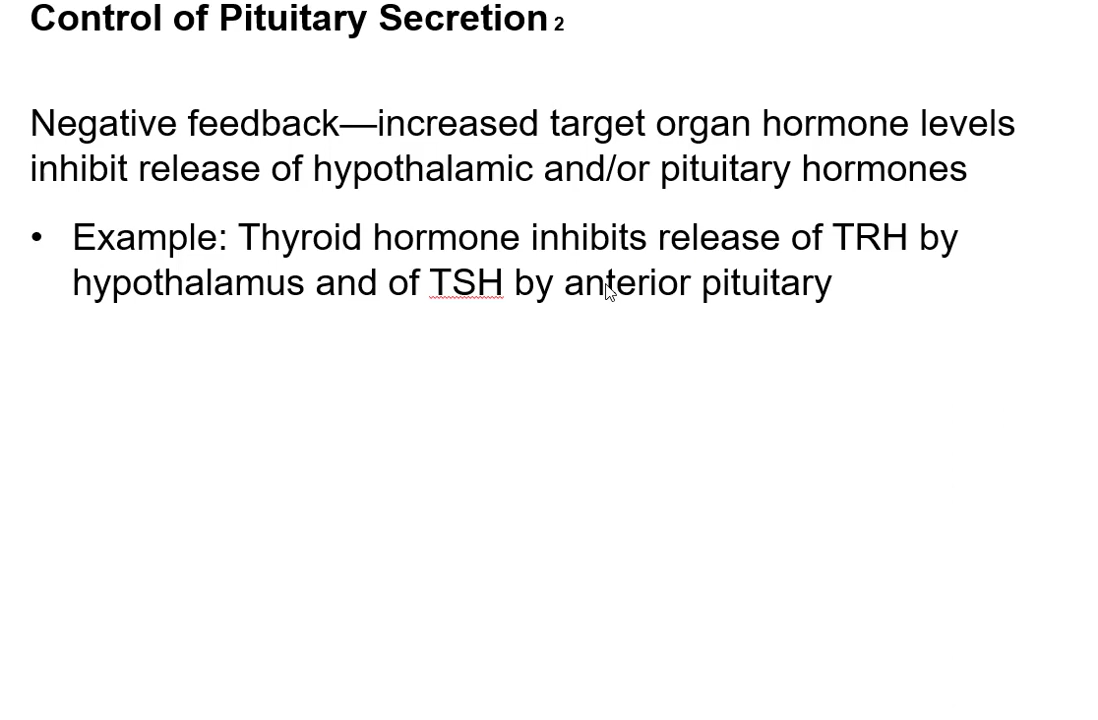 Control of Pituitary Secretion 2
Negative feedback—increased target organ hormone levels
inhibit release of hypothalamic and/or pituitary hormones
• Example: Thyroid hormone inhibits release of TRH by
hypothalamus and of TSH by anterior pituitary